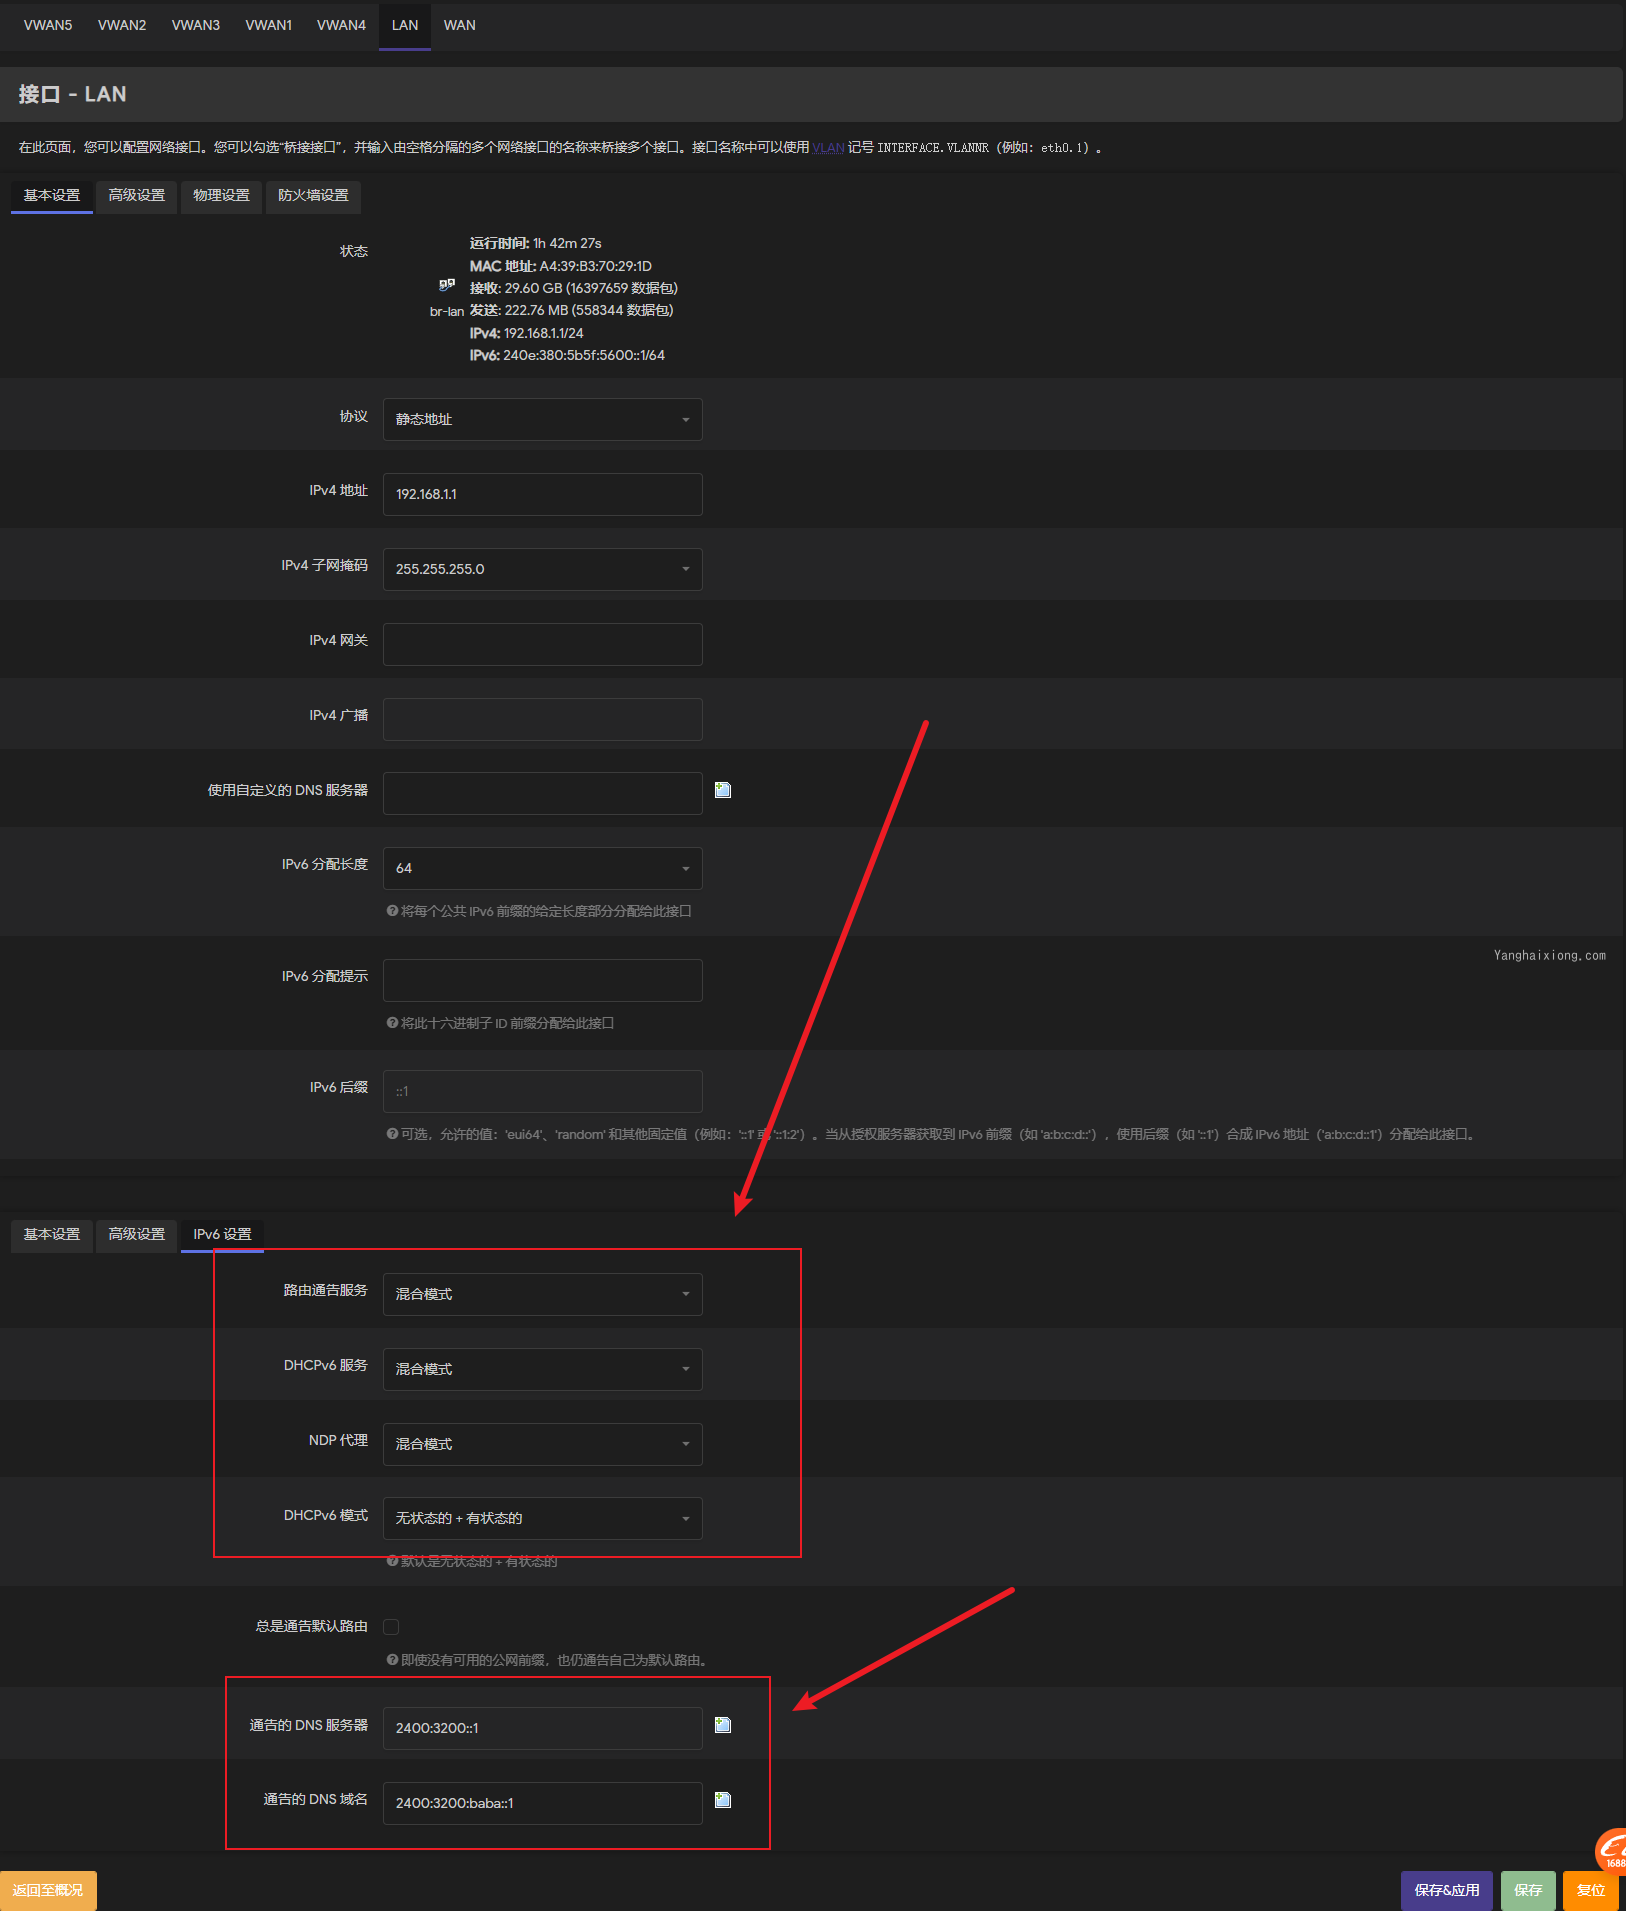 VWAN5 VWAN2 VWAN3 VWAN1 VWAN4 LAN WAN
接口 - LAN
在此页面，您可以配置网络接口。您可以勾选“桥接接口”，并输入由空格分隔的多个网络接口的名称来桥接多个接口。接口名称中可以使用 VLAN 记号 INTERFACE.VLANNR（例如：eth0.1）。
基本设置 高级设置 物理设置 防火墙设置
状态
br-lan
运行时间: 1h 42m 27s
MAC 地址: A4:39:B3:70:29:1D
接收: 29.60 GB (16397659 数据包)
发送: 222.76 MB (558344 数据包)
IPv4: 192.168.1.1/24
IPv6: 240e:380:5b5f:5600::1/64
协议 静态地址
IPv4 地址 192.168.1.1
IPv4 子网掩码 255.255.255.0
IPv4 网关
IPv4 广播
使用自定义的 DNS 服务器
IPv6 分配长度 64
将每个公共 IPv6 前缀的给定长度部分分配给此接口
Yanghaixiong.com
IPv6 分配提示
将此十六进制子 ID 前缀分配给此接口
IPv6 后缀 ::1
可选，允许的值：'eui64'、'random' 和其他固定值（例如：'::1' 或 '::1:2'）。当从授权服务器获取到 IPv6 前缀（如 'a:b:c:d::'），使用后缀（如 '::1'）合成 IPv6 地址（'a:b:c:d::1'）分配给此接口。
基本设置 高级设置 IPv6 设置
路由通告服务 混合模式
DHCPv6 服务 混合模式
NDP 代理 混合模式
DHCPv6 模式 无状态的 + 有状态的
默认是无状态的 + 有状态的
总是通告默认路由
即使没有可用的公网前缀，也仍通告自己为默认路由。
通告的 DNS 服务器 2400:3200::1
通告的 DNS 域名 2400:3200:baba::1
1688
返回至概况 保存&应用 保存 复位